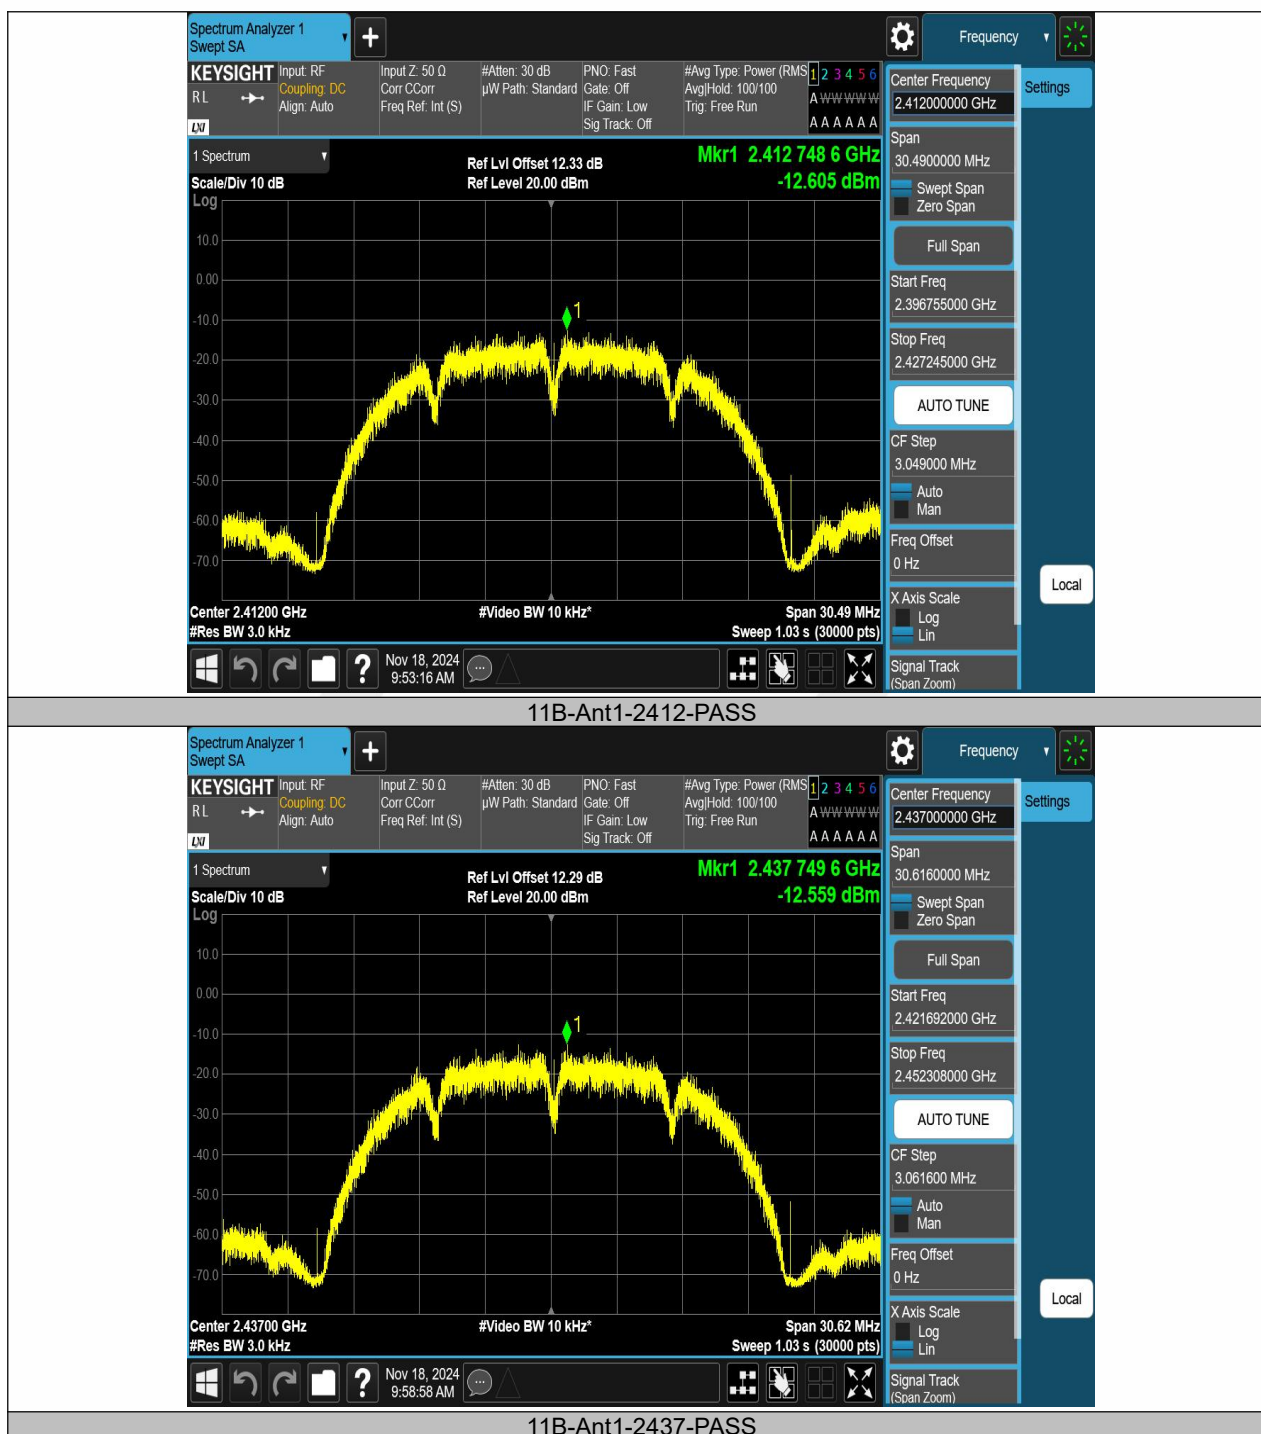 Spectrum Analyzer 1
Swept SA
Frequency
KEYSIGHT
RL
LXI
Input: RF
Coupling: DC
Align: Auto
Input Z: 50 Ω
Corr CCorr
Freq Ref: Int (S)
#Atten: 30 dB
µW Path: Standard
PNO: Fast
Gate: Off
IF Gain: Low
Sig Track: Off
#Avg Type: Power (RMS
Avg|Hold: 100/100
Trig: Free Run
1 2 3 4 5 6
A W W W W W
A A A A A A
1 Spectrum
Scale/Div 10 dB
Log
Ref Lvl Offset 12.33 dB
Ref Level 20.00 dBm
Mkr1 2.412 748 6 GHz
-12.605 dBm
10.0
0.00
-10.0
-20.0
-30.0
-40.0
-50.0
-60.0
-70.0
1
Center 2.41200 GHz
#Res BW 3.0 kHz
#Video BW 10 kHz*
Span 30.49 MHz
Sweep 1.03 s (30000 pts)
Nov 18, 2024
9:53:16 AM
Center Frequency
2.412000000 GHz
Span
30.4900000 MHz
Swept Span
Zero Span
Full Span
Start Freq
2.396755000 GHz
Stop Freq
2.427245000 GHz
AUTO TUNE
CF Step
3.049000 MHz
Auto
Man
Freq Offset
0 Hz
X Axis Scale
Log
Lin
Signal Track
(Span Zoom)
Settings
Local
11B-Ant1-2412-PASS
Spectrum Analyzer 1
Swept SA
Frequency
KEYSIGHT
RL
LXI
Input: RF
Coupling: DC
Align: Auto
Input Z: 50 Ω
Corr CCorr
Freq Ref: Int (S)
#Atten: 30 dB
µW Path: Standard
PNO: Fast
Gate: Off
IF Gain: Low
Sig Track: Off
#Avg Type: Power (RMS
Avg|Hold: 100/100
Trig: Free Run
1 2 3 4 5 6
A W W W W W
A A A A A A
1 Spectrum
Scale/Div 10 dB
Log
Ref Lvl Offset 12.29 dB
Ref Level 20.00 dBm
Mkr1 2.437 749 6 GHz
-12.559 dBm
10.0
0.00
-10.0
-20.0
-30.0
-40.0
-50.0
-60.0
-70.0
1
Center 2.43700 GHz
#Res BW 3.0 kHz
#Video BW 10 kHz*
Span 30.62 MHz
Sweep 1.03 s (30000 pts)
Nov 18, 2024
9:58:58 AM
Center Frequency
2.437000000 GHz
Span
30.6160000 MHz
Swept Span
Zero Span
Full Span
Start Freq
2.421692000 GHz
Stop Freq
2.452308000 GHz
AUTO TUNE
CF Step
3.061600 MHz
Auto
Man
Freq Offset
0 Hz
X Axis Scale
Log
Lin
Signal Track
(Span Zoom)
Settings
Local
11B-Ant1-2437-PASS